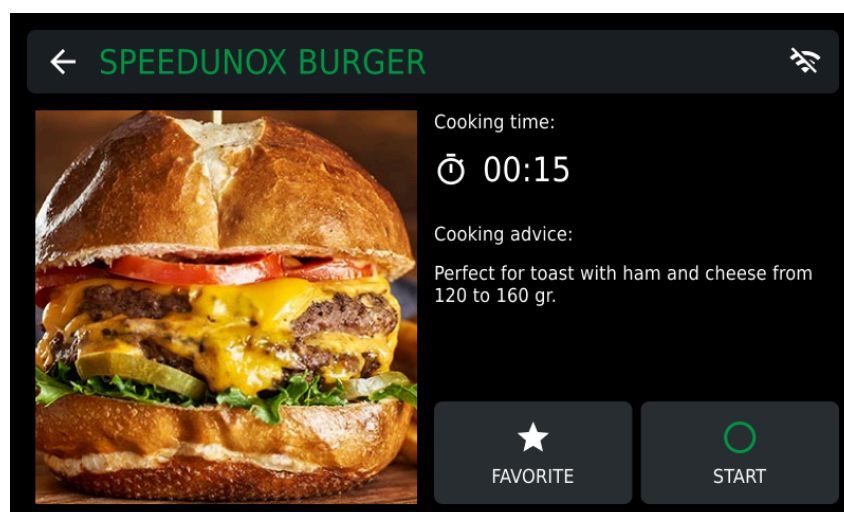 SPEEDUNOX BURGER
Cooking time:
00:15
Cooking advice:
Perfect for toast with ham and cheese from
120 to 160 gr.
FAVORITE
START